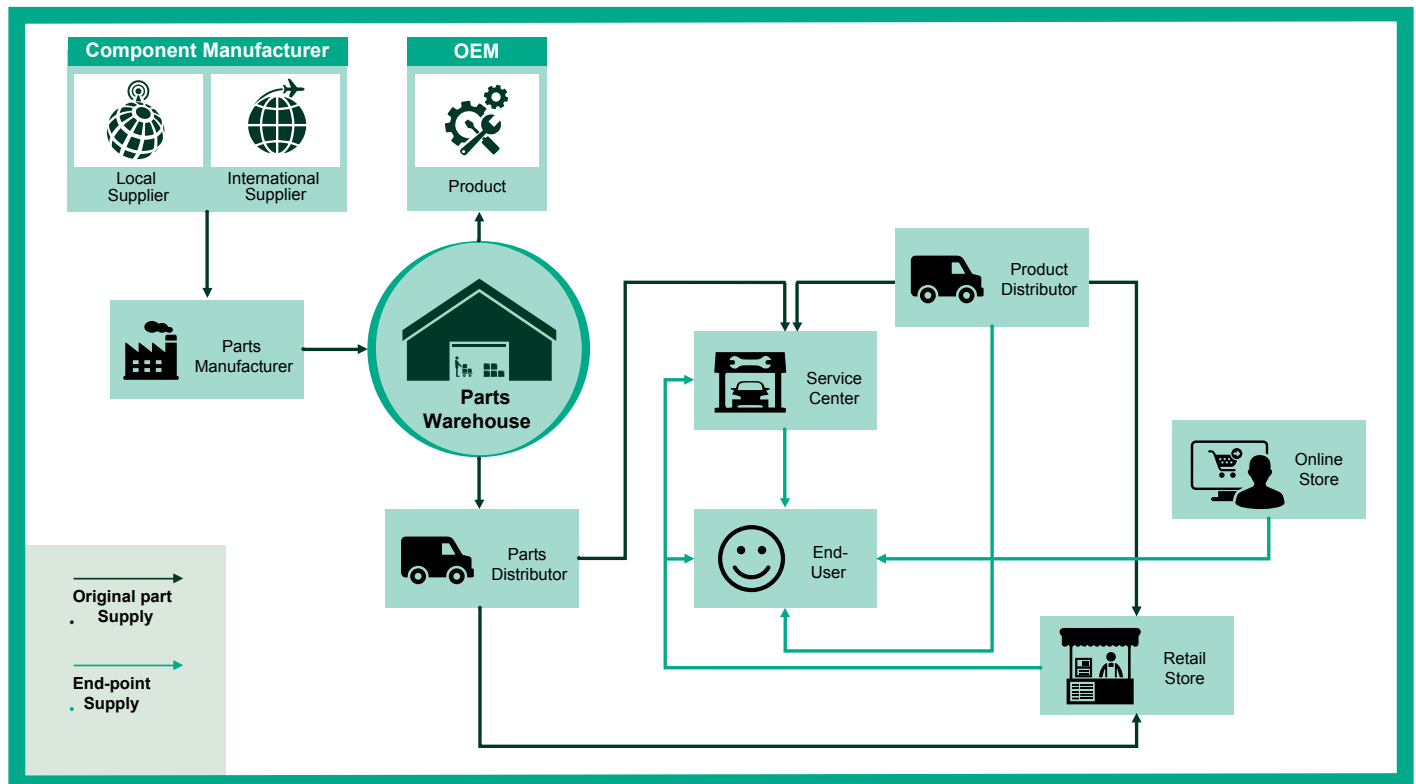 Component Manufacturer
Local
Supplier
International
Supplier
OEM
Product
Parts
Manufacturer
Parts
Warehouse
Product
Distributor
Service
Center
Online
Store
Parts
Distributor
End-
User
Retail
Store
Original part
Supply
End-point
Supply